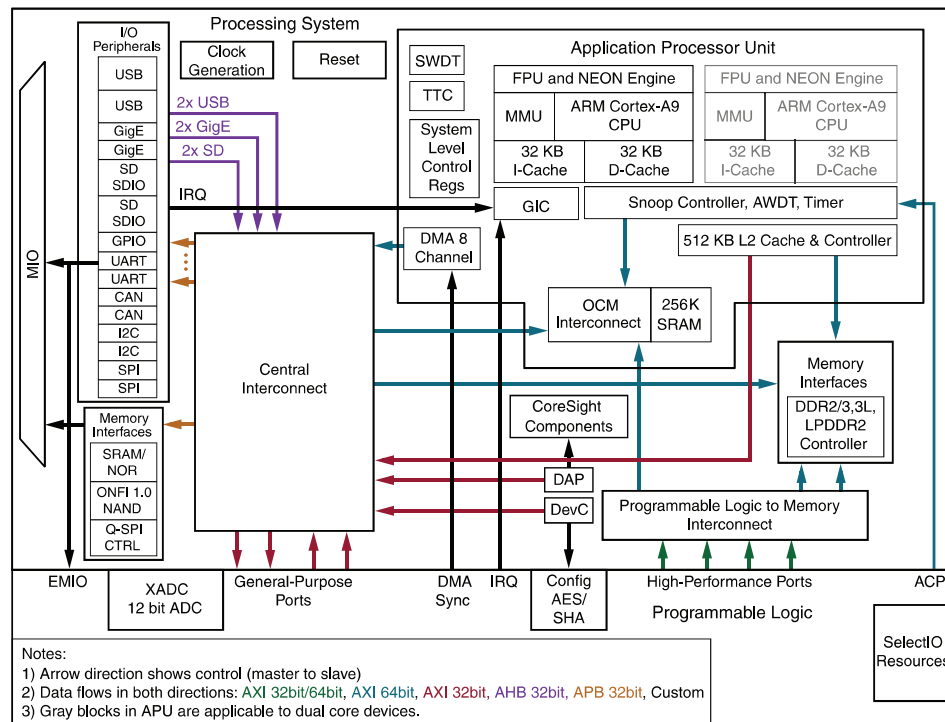 Processing System
I/O
Peripherals
USB
USB
GigE
GigE
SD
SDIO
SD
SDIO
GPIO
UART
UART
CAN
CAN
I2C
I2C
SPI
SPI
MIO
Clock
Generation
Reset
2x USB
2x GigE
2x SD
IRQ
Application Processor Unit
SWDT
TTC
System
Level
Control
Regs
FPU and NEON Engine
MMU
ARM Cortex-A9
CPU
32 KB
I-Cache
32 KB
D-Cache
FPU and NEON Engine
MMU
ARM Cortex-A9
CPU
32 KB
I-Cache
32 KB
D-Cache
GIC
Snoop Controller, AWDT, Timer
DMA 8
Channel
512 KB L2 Cache & Controller
OCM
Interconnect
256K
SRAM
Central
Interconnect
Memory
Interfaces
DDR2/3,3L,
LPDDR2
Controller
Memory
Interfaces
SRAM/
NOR
ONFI 1.0
NAND
Q-SPI
CTRL
CoreSight
Components
DAP
DevC
Programmable Logic to Memory
Interconnect
EMIO
XADC
12 bit ADC
General-Purpose
Ports
DMA
Sync
IRQ
Config
AES/
SHA
High-Performance Ports
ACP
Programmable Logic
SelectIO
Resources
Notes:
1) Arrow direction shows control (master to slave)
2) Data flows in both directions: AXI 32bit/64bit, AXI 64bit, AXI 32bit, AHB 32bit, APB 32bit, Custom
3) Gray blocks in APU are applicable to dual core devices.